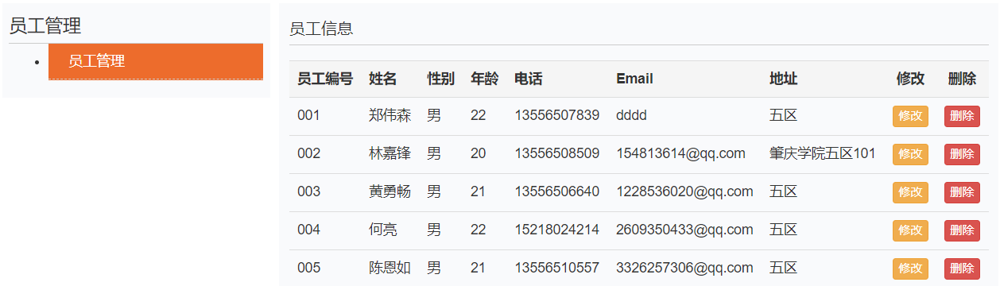 员工管理
员工管理
员工信息
员工编号 姓名 性别 年龄 电话 Email 地址 修改 删除
001 郑伟森 男 22 13556507839 dddd 五区 修改 删除
002 林嘉锋 男 20 13556508509 154813614@qq.com 肇庆学院五区101 修改 删除
003 黄勇畅 男 21 13556506640 1228536020@qq.com 五区 修改 删除
004 何亮 男 22 15218024214 2609350433@qq.com 五区 修改 删除
005 陈恩如 男 21 13556510557 3326257306@qq.com 五区 修改 删除